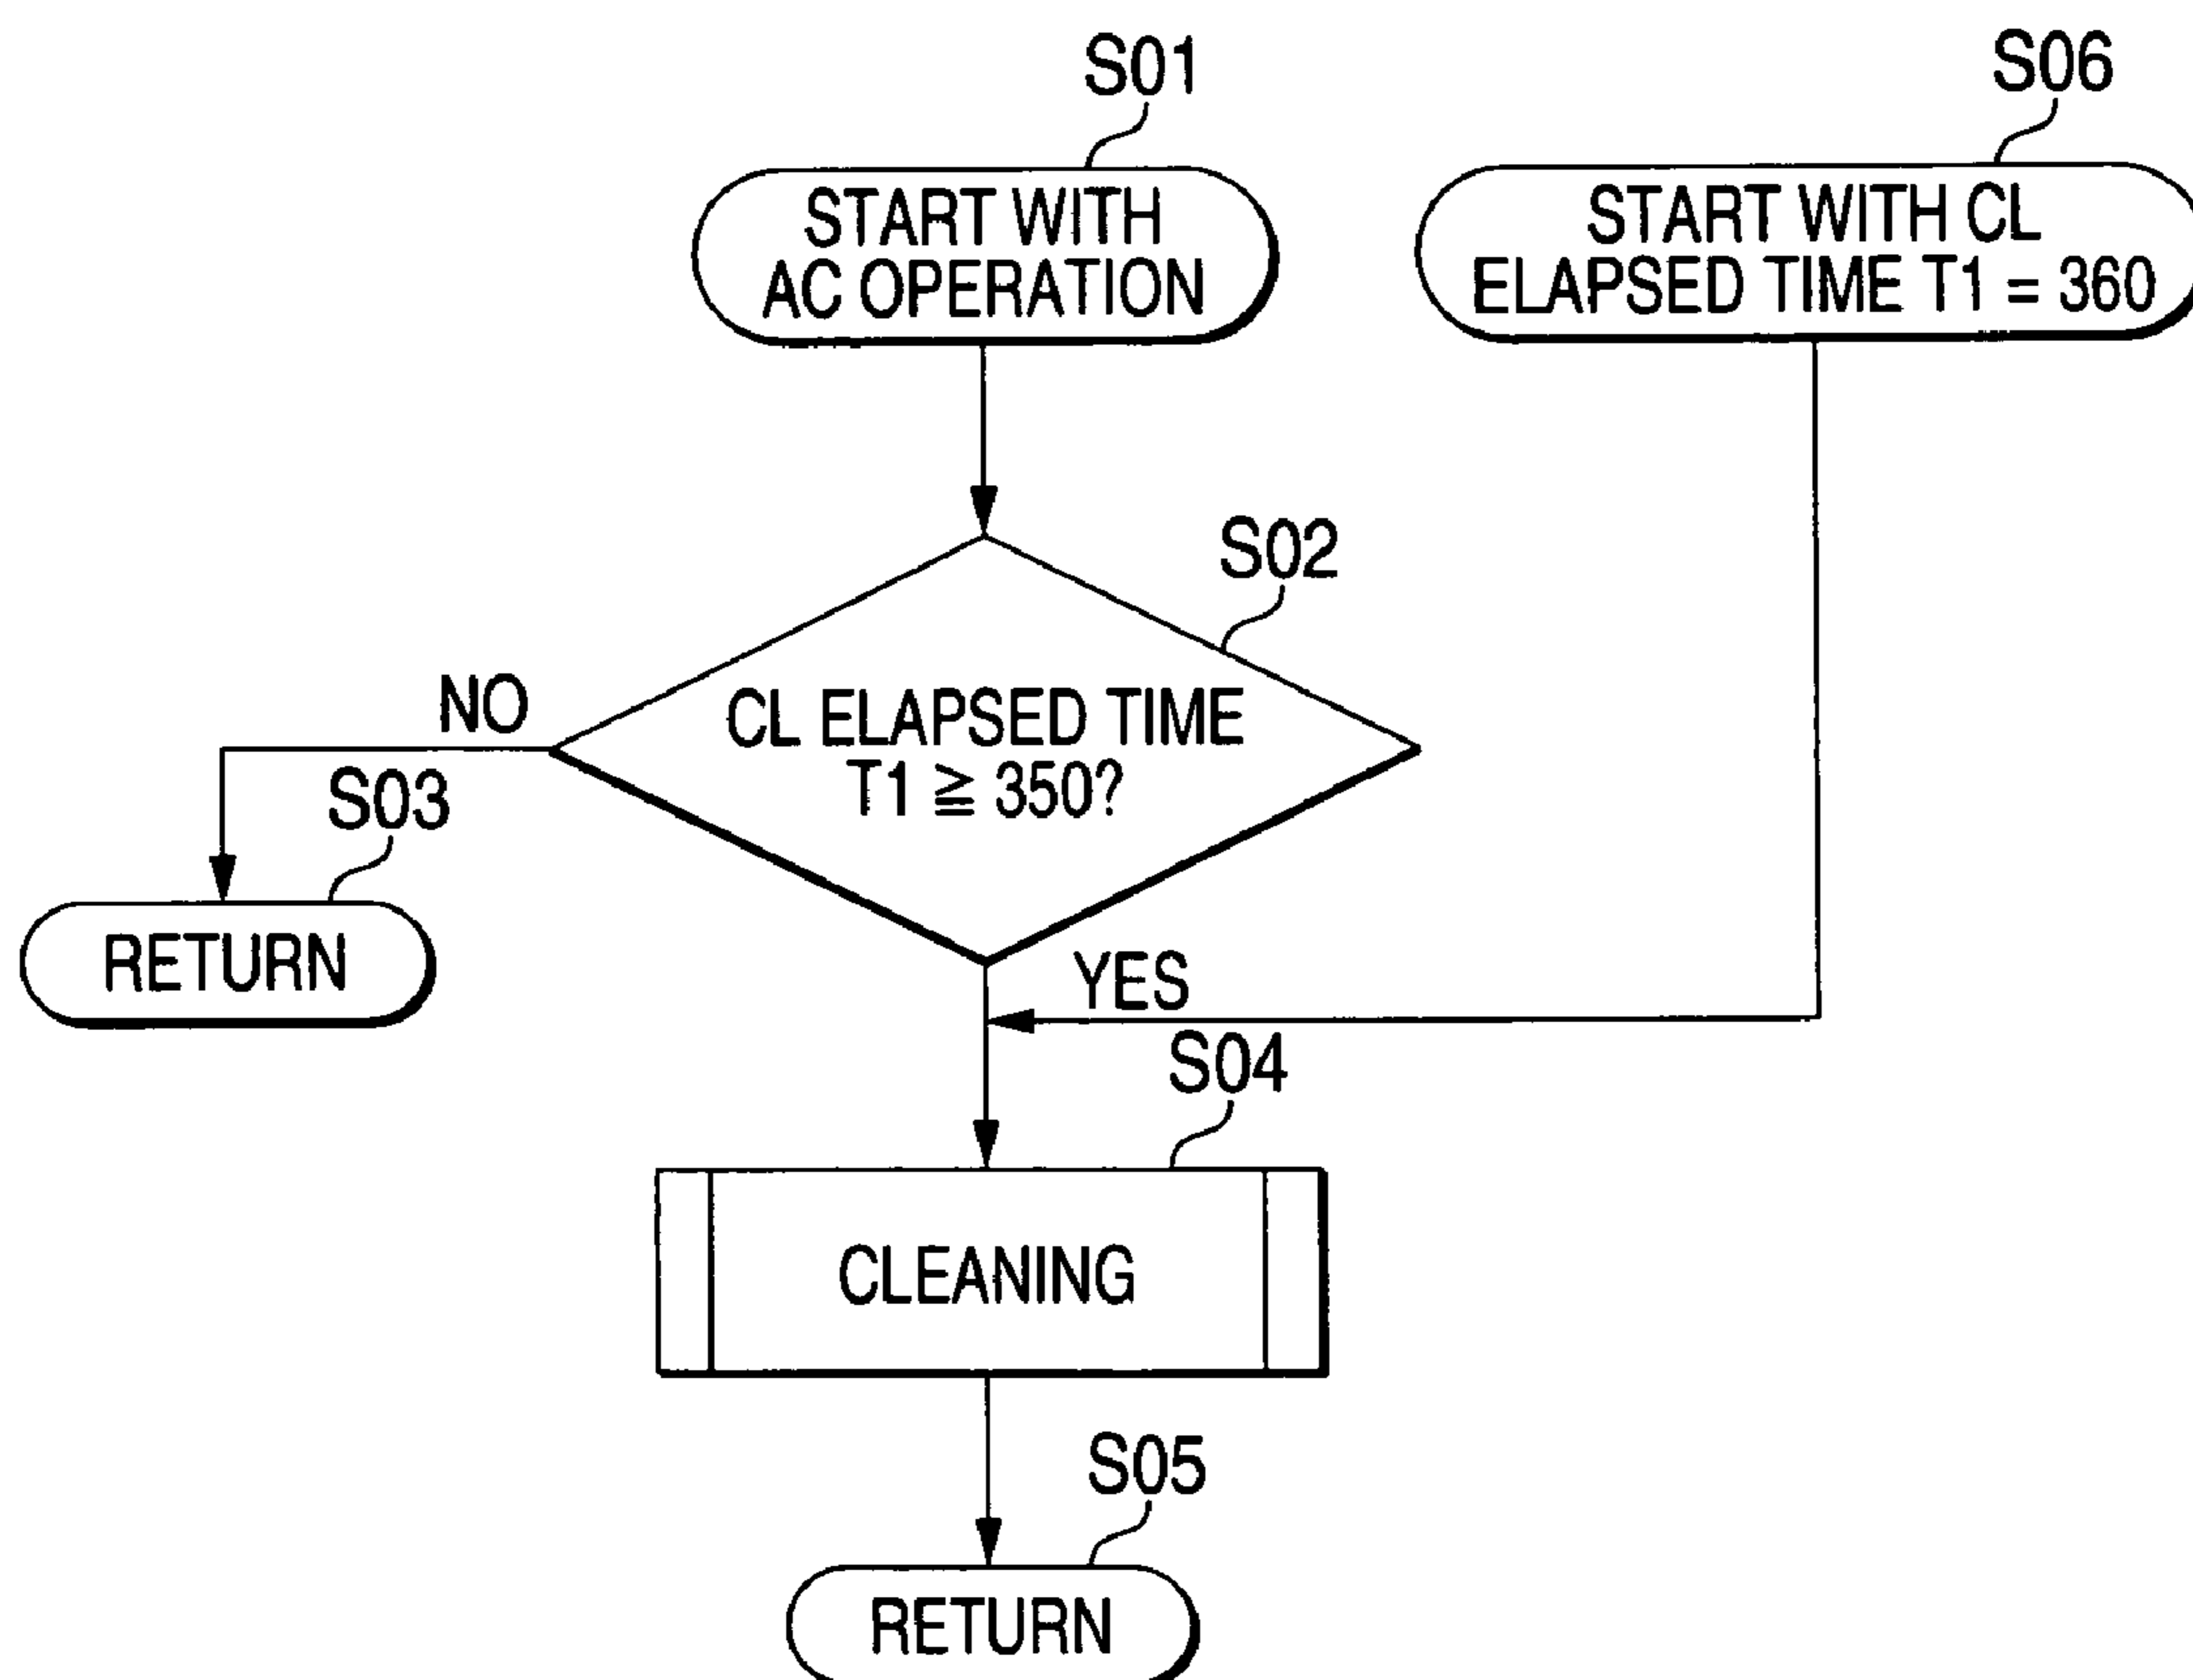 S01
S06
START WITH
AC OPERATION
START WITH CL
ELAPSED TIME T1 = 360
S02
NO
CL ELAPSED TIME
T1 ≧ 350?
S03
RETURN
YES
S04
CLEANING
S05
RETURN